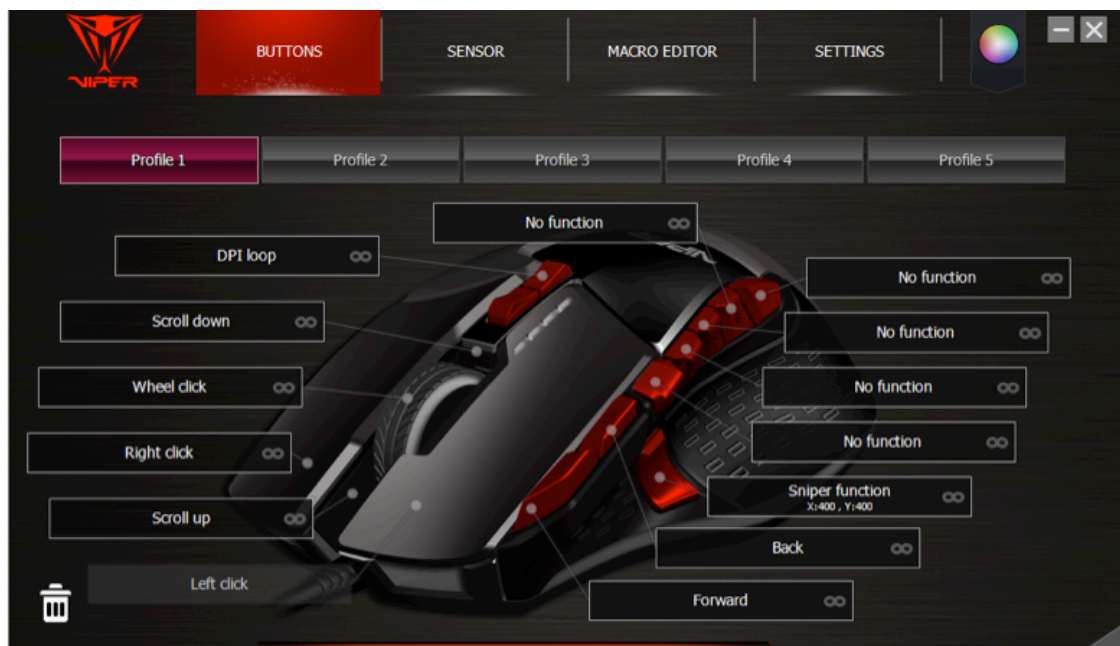 VIPER
BUTTONS
SENSOR
MACRO EDITOR
SETTINGS
Profile 1
Profile 2
Profile 3
Profile 4
Profile 5
No function
DPI loop
No function
Scroll down
No function
Wheel click
No function
Right click
No function
Sniper function
X:400 , Y:400
Scroll up
Back
Left click
Forward